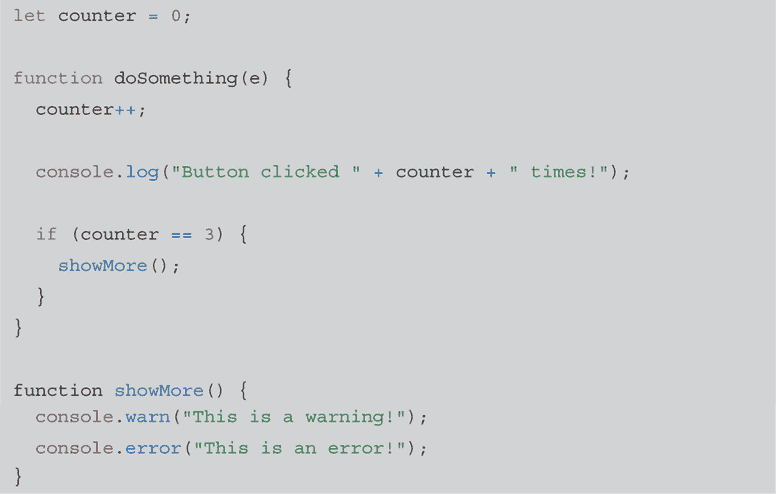 let counter = 0;
function doSomething(e) {
counter++;
console.log("Button clicked " + counter + " times!");
if (counter == 3) {
showMore();
}
}
function showMore() {
console.warn("This is a warning!");
console.error("This is an error!");
}